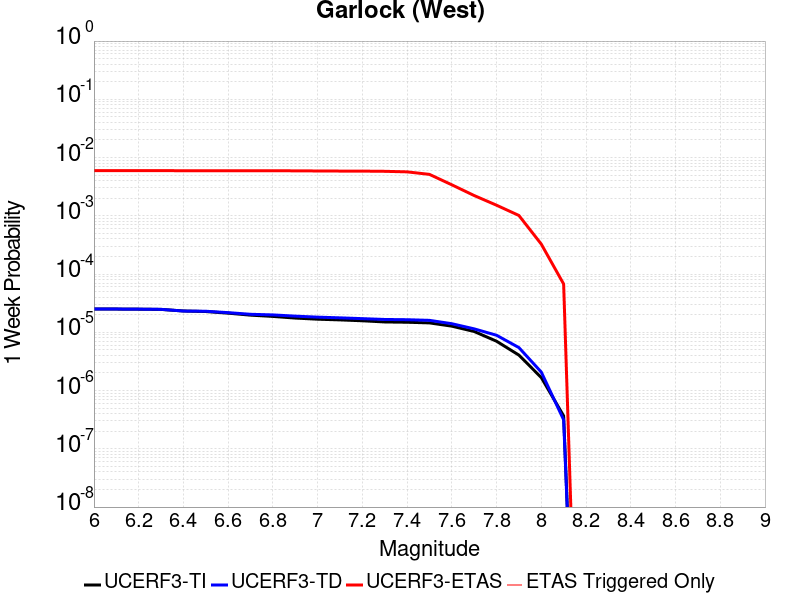 Garlock (West)
10^0
10^-1
10^-2
10^-3
10^-4
10^-5
10^-6
10^-7
10^-8
1 Week Probability
6 6.2 6.4 6.6 6.8 7 7.2 7.4 7.6 7.8 8 8.2 8.4 8.6 8.8 9
Magnitude
UCERF3-TI UCERF3-TD UCERF3-ETAS ETAS Triggered Only